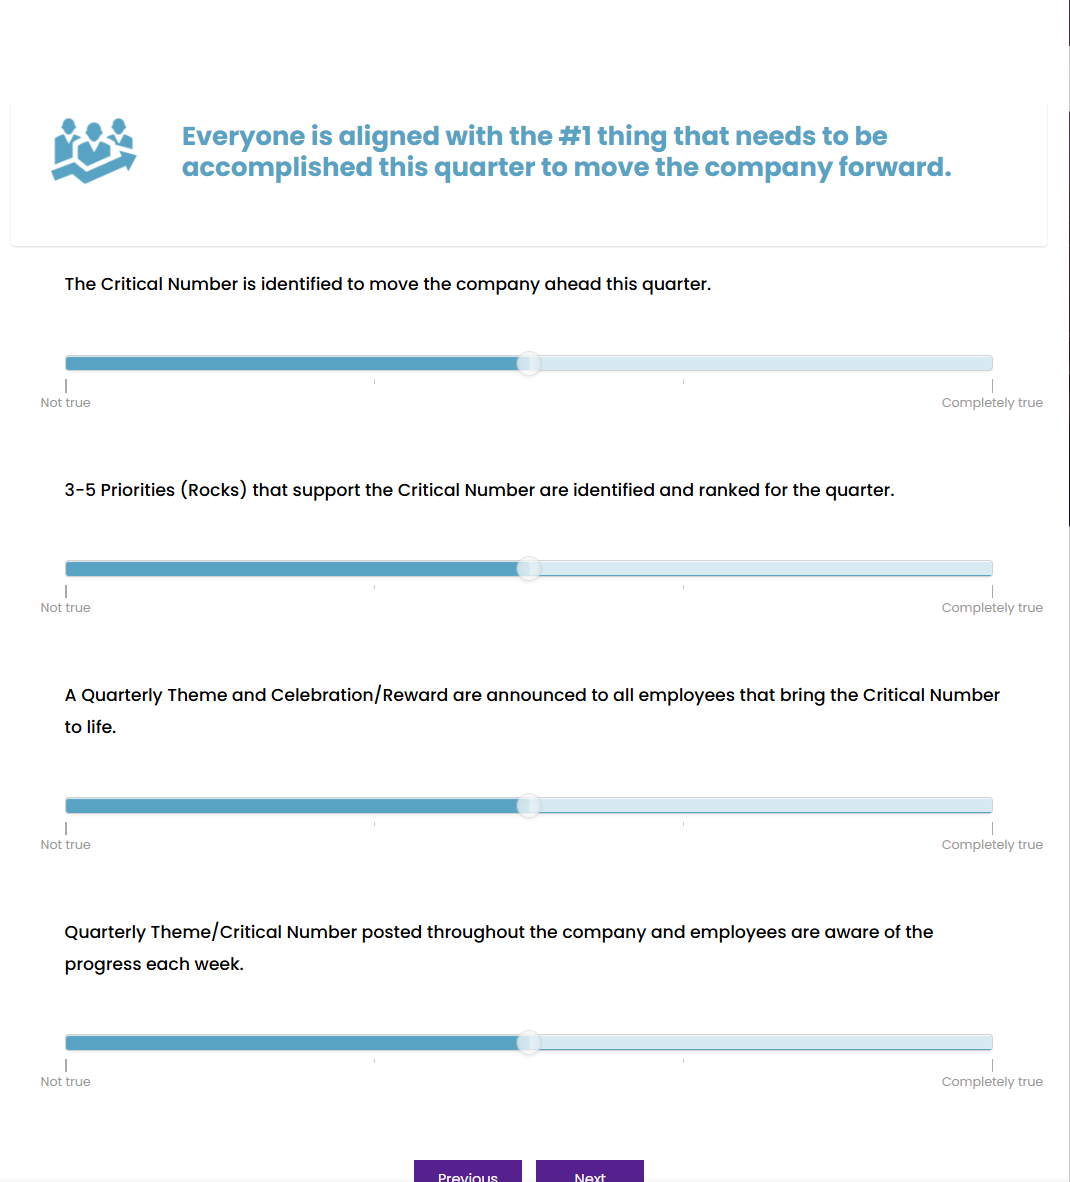 Everyone is aligned with the #1 thing that needs to be
accomplished this quarter to move the company forward.
The Critical Number is identified to move the company ahead this quarter.
Not true
Completely true
3-5 Priorities (Rocks) that support the Critical Number are identified and ranked for the quarter.
Not true
Completely true
A Quarterly Theme and Celebration/Reward are announced to all employees that bring the Critical Number
to life.
Not true
Completely true
Quarterly Theme/Critical Number posted throughout the company and employees are aware of the
progress each week.
Not true
Completely true
Previous
Next